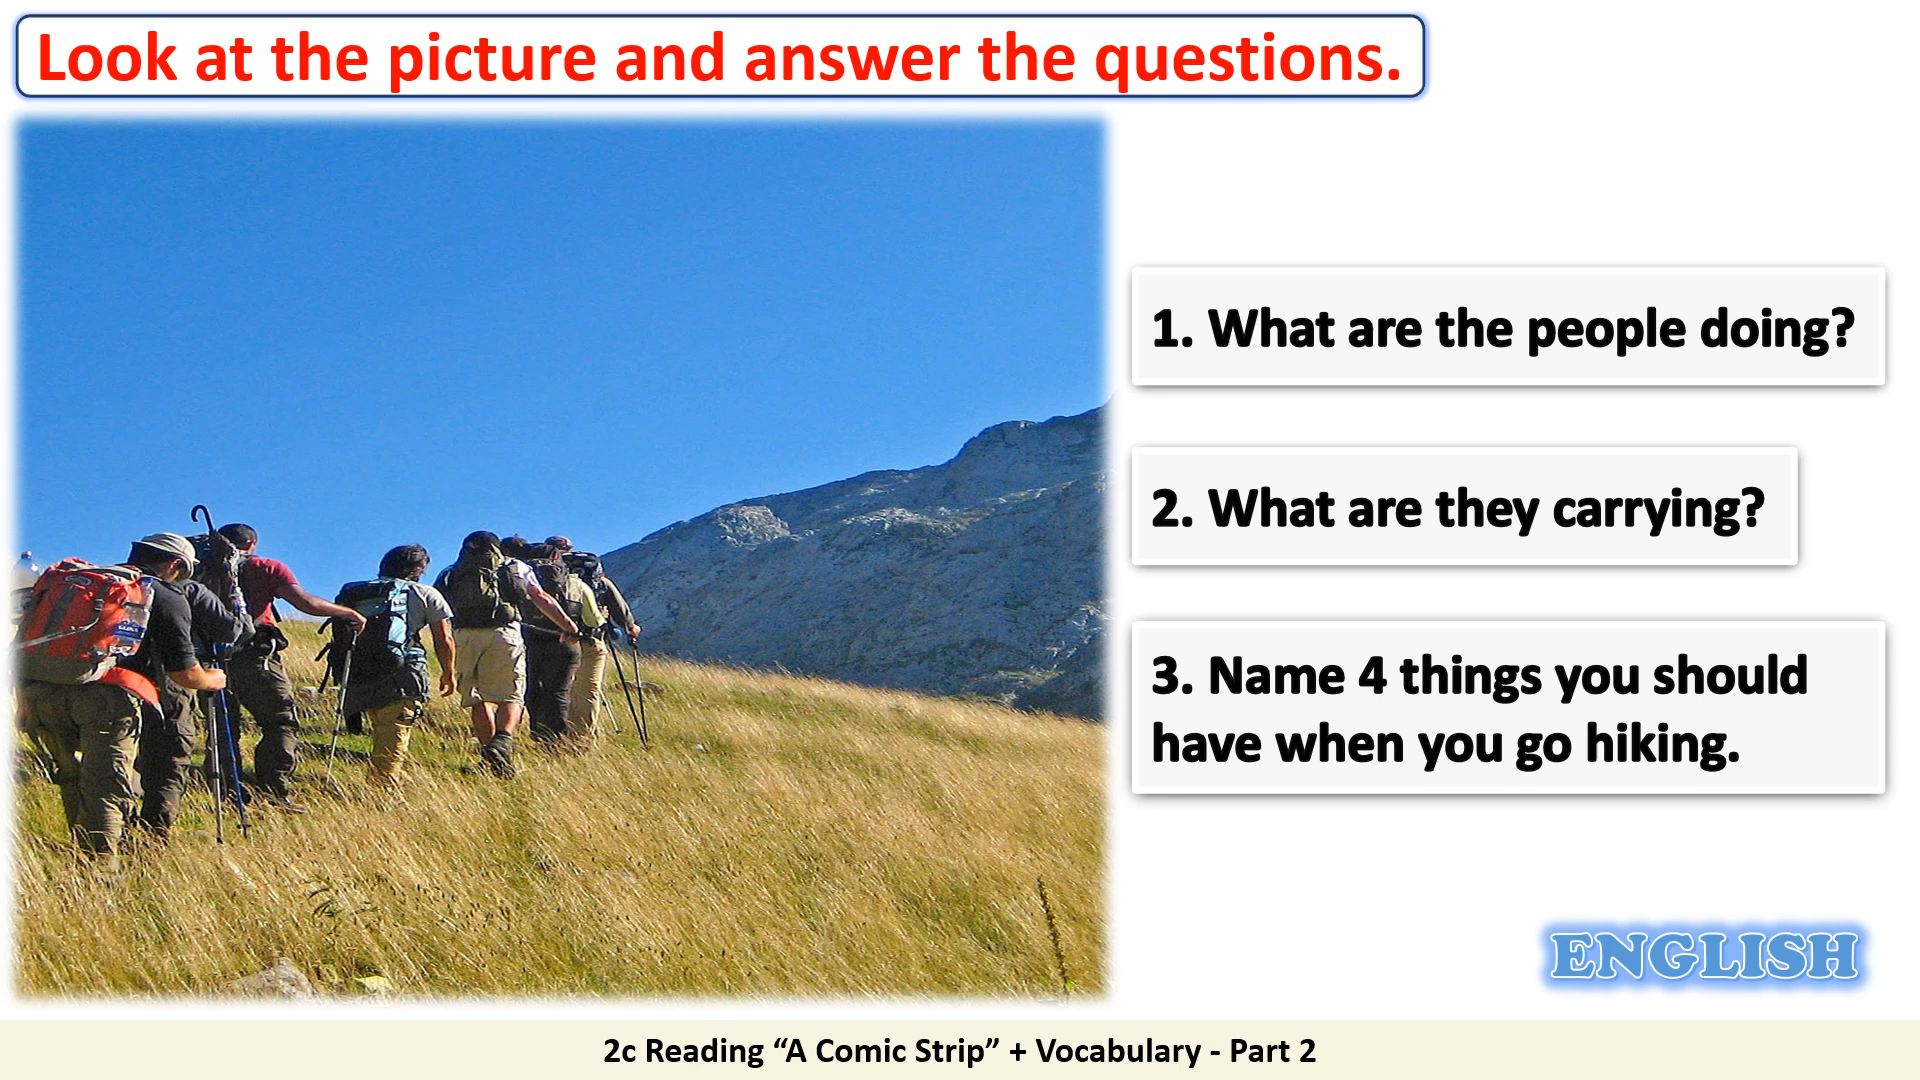 Look at the picture and answer the questions.
1. What are the people doing?
2. What are they carrying?
3. Name 4 things you should
have when you go hiking.
ENGLISH
2c Reading “A Comic Strip” + Vocabulary - Part 2